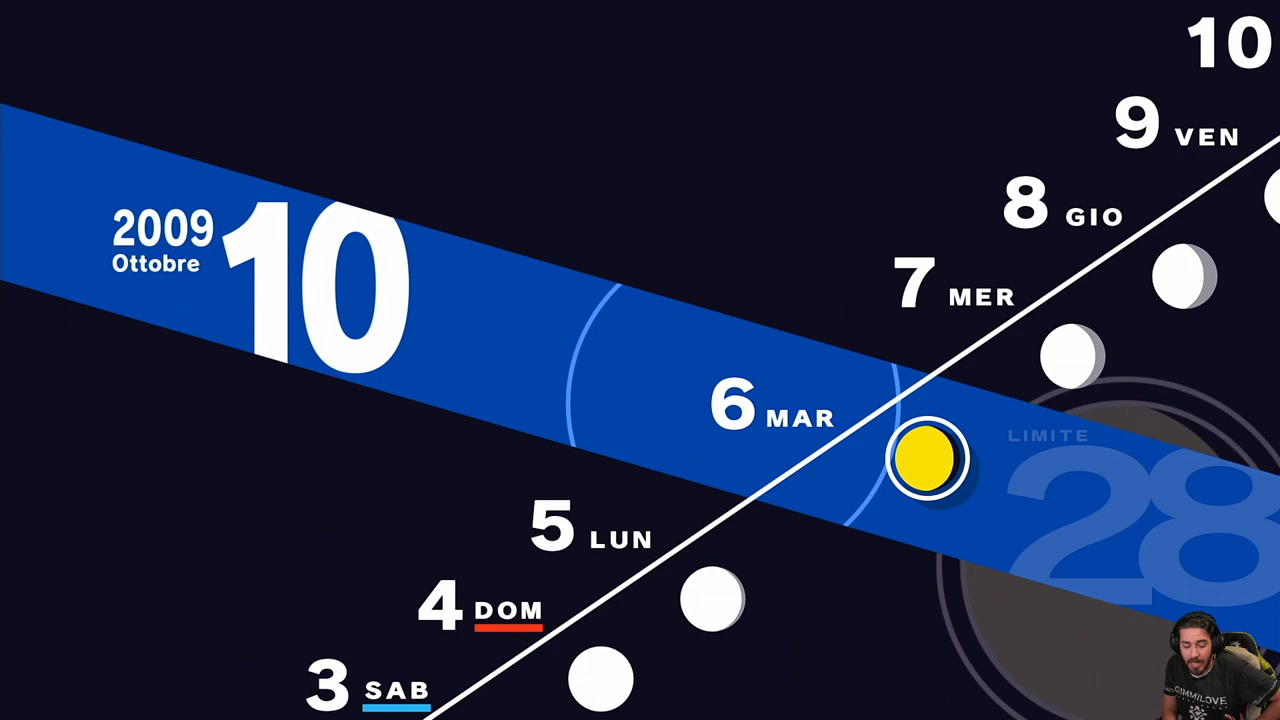 10
9 VEN
8 GIO
7 MER
2009
Ottobre
10
6 MAR
LIMITE
28
5 LUN
4 DOM
3 SAB
GIMMILOVE